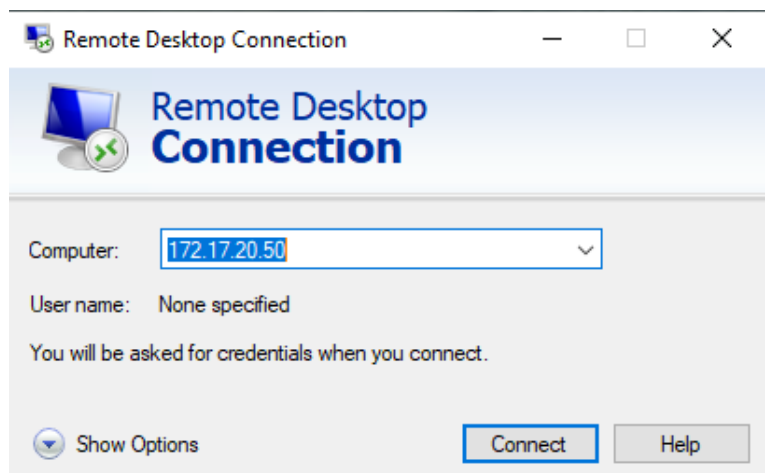 Remote Desktop Connection
Remote Desktop
Connection
Computer: 172.17.20.50
User name: None specified
You will be asked for credentials when you connect.
Show Options Connect Help